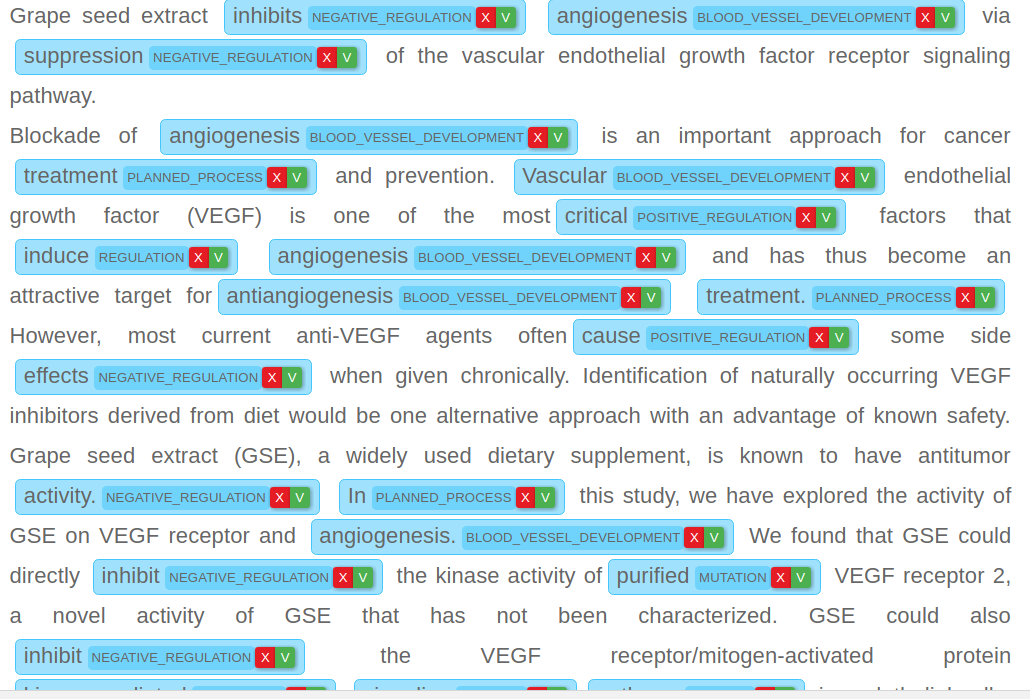 Grape seed extract inhibits NEGATIVE_REGULATION X V angiogenesis BLOOD_VESSEL_DEVELOPMENT X V via
suppression NEGATIVE_REGULATION X V of the vascular endothelial growth factor receptor signaling
pathway.
Blockade of angiogenesis BLOOD_VESSEL_DEVELOPMENT X V is an important approach for cancer
treatment PLANNED_PROCESS X V and prevention. Vascular BLOOD_VESSEL_DEVELOPMENT X V endothelial
growth factor (VEGF) is one of the most critical POSITIVE_REGULATION X V factors that
induce REGULATION X V angiogenesis BLOOD_VESSEL_DEVELOPMENT X V and has thus become an
attractive target for antiangiogenesis BLOOD_VESSEL_DEVELOPMENT X V treatment. PLANNED_PROCESS X V
However, most current anti-VEGF agents often cause POSITIVE_REGULATION X V some side
effects NEGATIVE_REGULATION X V when given chronically. Identification of naturally occurring VEGF
inhibitors derived from diet would be one alternative approach with an advantage of known safety.
Grape seed extract (GSE), a widely used dietary supplement, is known to have antitumor
activity. NEGATIVE_REGULATION X V In PLANNED_PROCESS X V this study, we have explored the activity of
GSE on VEGF receptor and angiogenesis. BLOOD_VESSEL_DEVELOPMENT X V We found that GSE could
directly inhibit NEGATIVE_REGULATION X V the kinase activity of purified MUTATION X V VEGF receptor 2,
a novel activity of GSE that has not been characterized. GSE could also
inhibit NEGATIVE_REGULATION X V the VEGF receptor/mitogen-activated protein